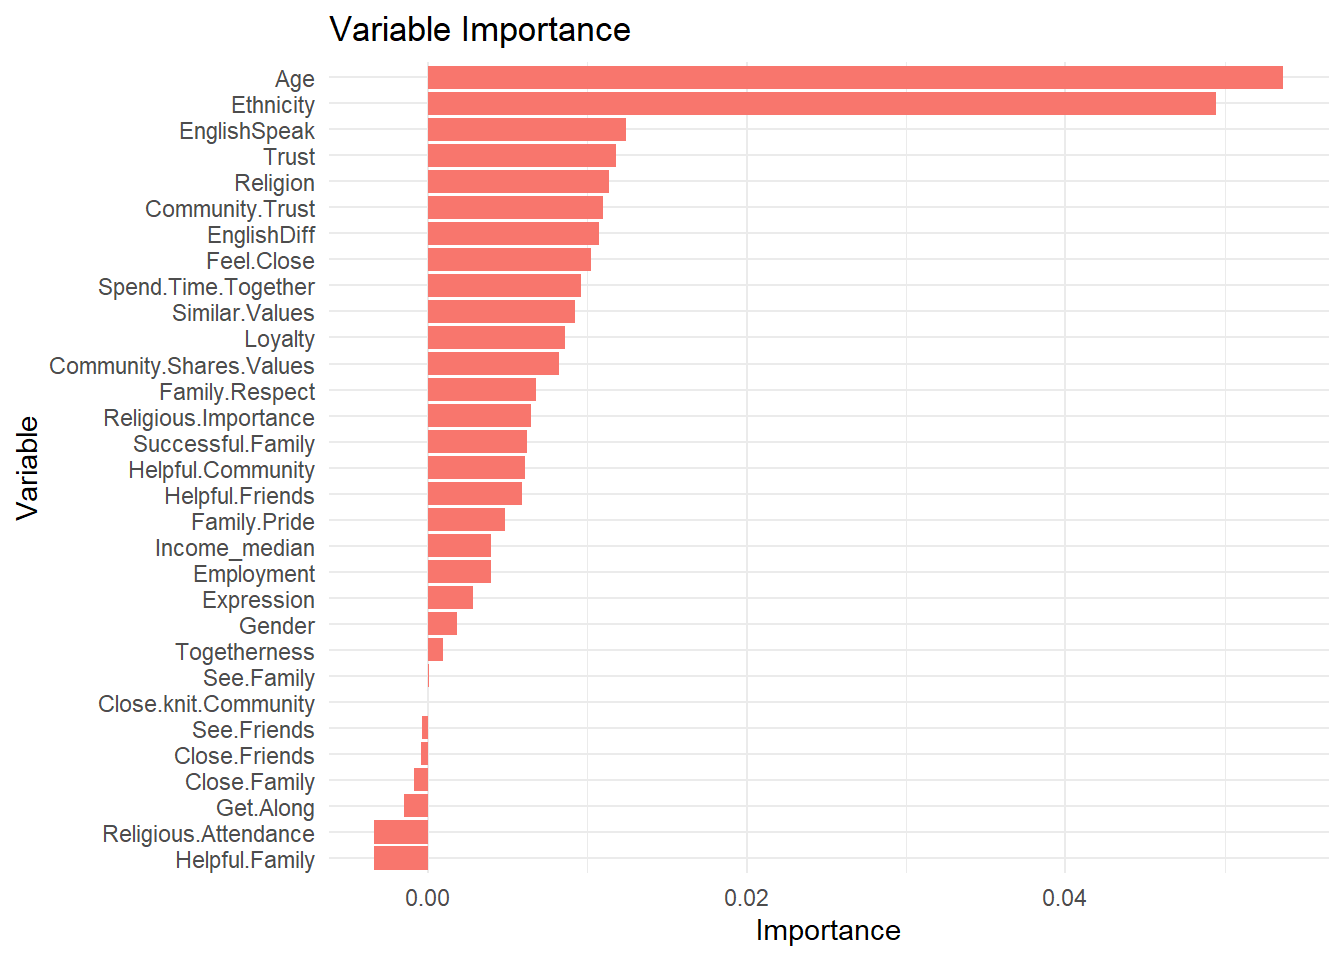 Variable Importance
Age
Ethnicity
EnglishSpeak
Trust
Religion
Community.Trust
EnglishDiff
Feel.Close
Spend.Time.Together
Similar.Values
Loyalty
Community.Shares.Values
Family.Respect
Religious.Importance
Successful.Family
Helpful.Community
Helpful.Friends
Family.Pride
Income_median
Employment
Expression
Gender
Togetherness
See.Family
Close.knit.Community
See.Friends
Close.Friends
Close.Family
Get.Along
Religious.Attendance
Helpful.Family
Variable
0.00 0.02 0.04
Importance